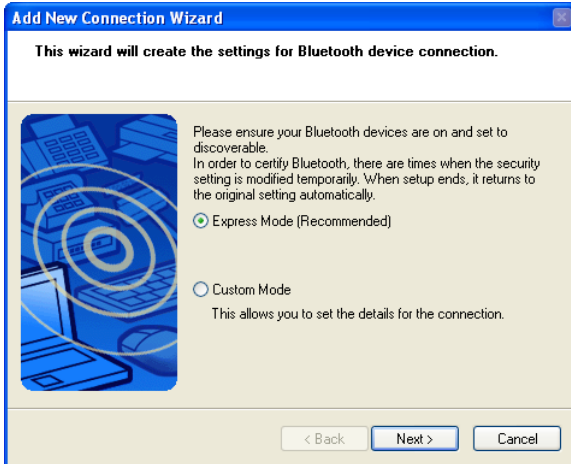 Add New Connection Wizard
This wizard will create the settings for Bluetooth device connection.
Please ensure your Bluetooth devices are on and set to
discoverable.
In order to certify Bluetooth, there are times when the security
setting is modified temporarily. When setup ends, it returns to
the original setting automatically.
Express Mode (Recommended)
Custom Mode
This allows you to set the details for the connection.
< Back Next > Cancel